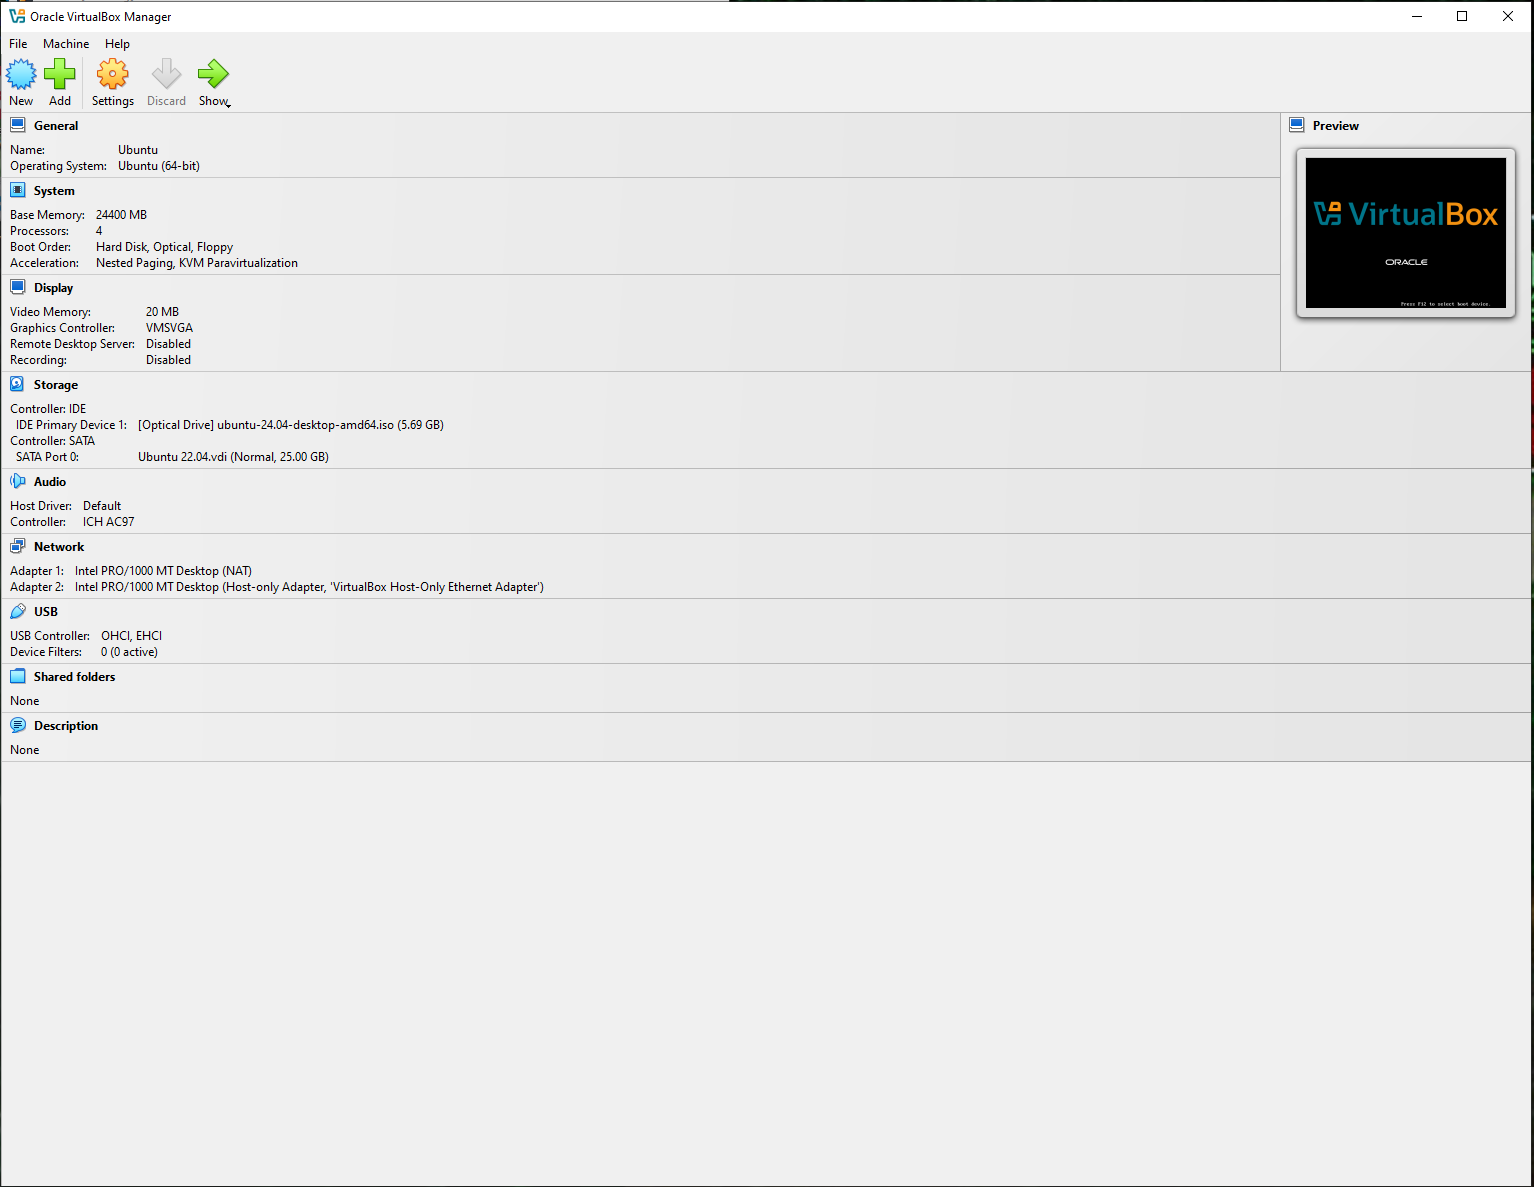 Oracle VirtualBox Manager
File Machine Help
New Add Settings Discard Show
General
Name: Ubuntu
Operating System: Ubuntu (64-bit)
System
Base Memory: 24400 MB
Processors: 4
Boot Order: Hard Disk, Optical, Floppy
Acceleration: Nested Paging, KVM Paravirtualization
Display
Video Memory: 20 MB
Graphics Controller: VMSVGA
Remote Desktop Server: Disabled
Recording: Disabled
Preview
VirtualBox
ORACLE
Press F12 to select boot device.
Storage
Controller: IDE
IDE Primary Device 1: [Optical Drive] ubuntu-24.04-desktop-amd64.iso (5.69 GB)
Controller: SATA
SATA Port 0: Ubuntu 22.04.vdi (Normal, 25.00 GB)
Audio
Host Driver: Default
Controller: ICH AC97
Network
Adapter 1: Intel PRO/1000 MT Desktop (NAT)
Adapter 2: Intel PRO/1000 MT Desktop (Host-only Adapter, 'VirtualBox Host-Only Ethernet Adapter')
USB
USB Controller: OHCI, EHCI
Device Filters: 0 (0 active)
Shared folders
None
Description
None